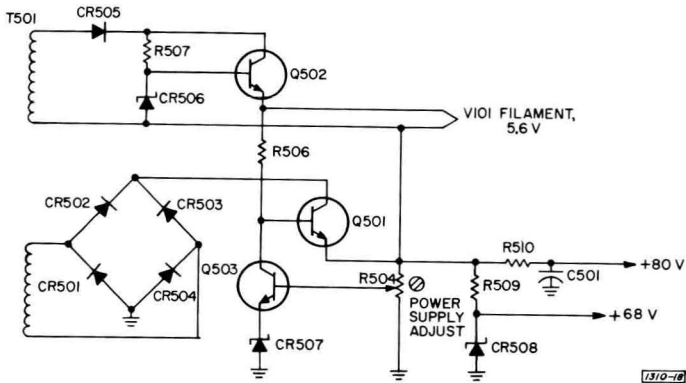 T501
CR505
R507
Q502
CR506
V101 FILAMENT,
5.6 V
R506
CR502
CR503
Q501
CR501
CR504
Q503
R504
POWER
SUPPLY
ADJUST
R510
+80 V
C501
R509
+68 V
CR507
CR508
1310-18